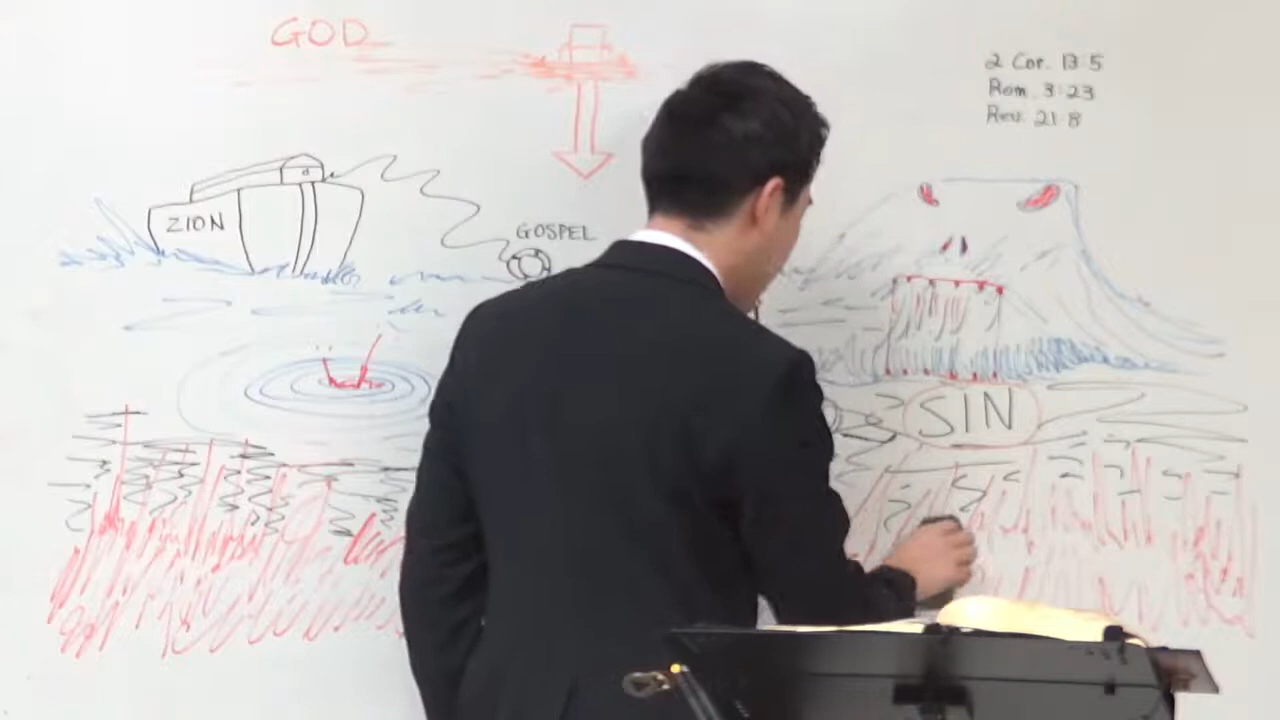 GOD
2 Cor. 13:5
Rom. 3:23
Rev. 21:8
ZION
GOSPEL
SIN